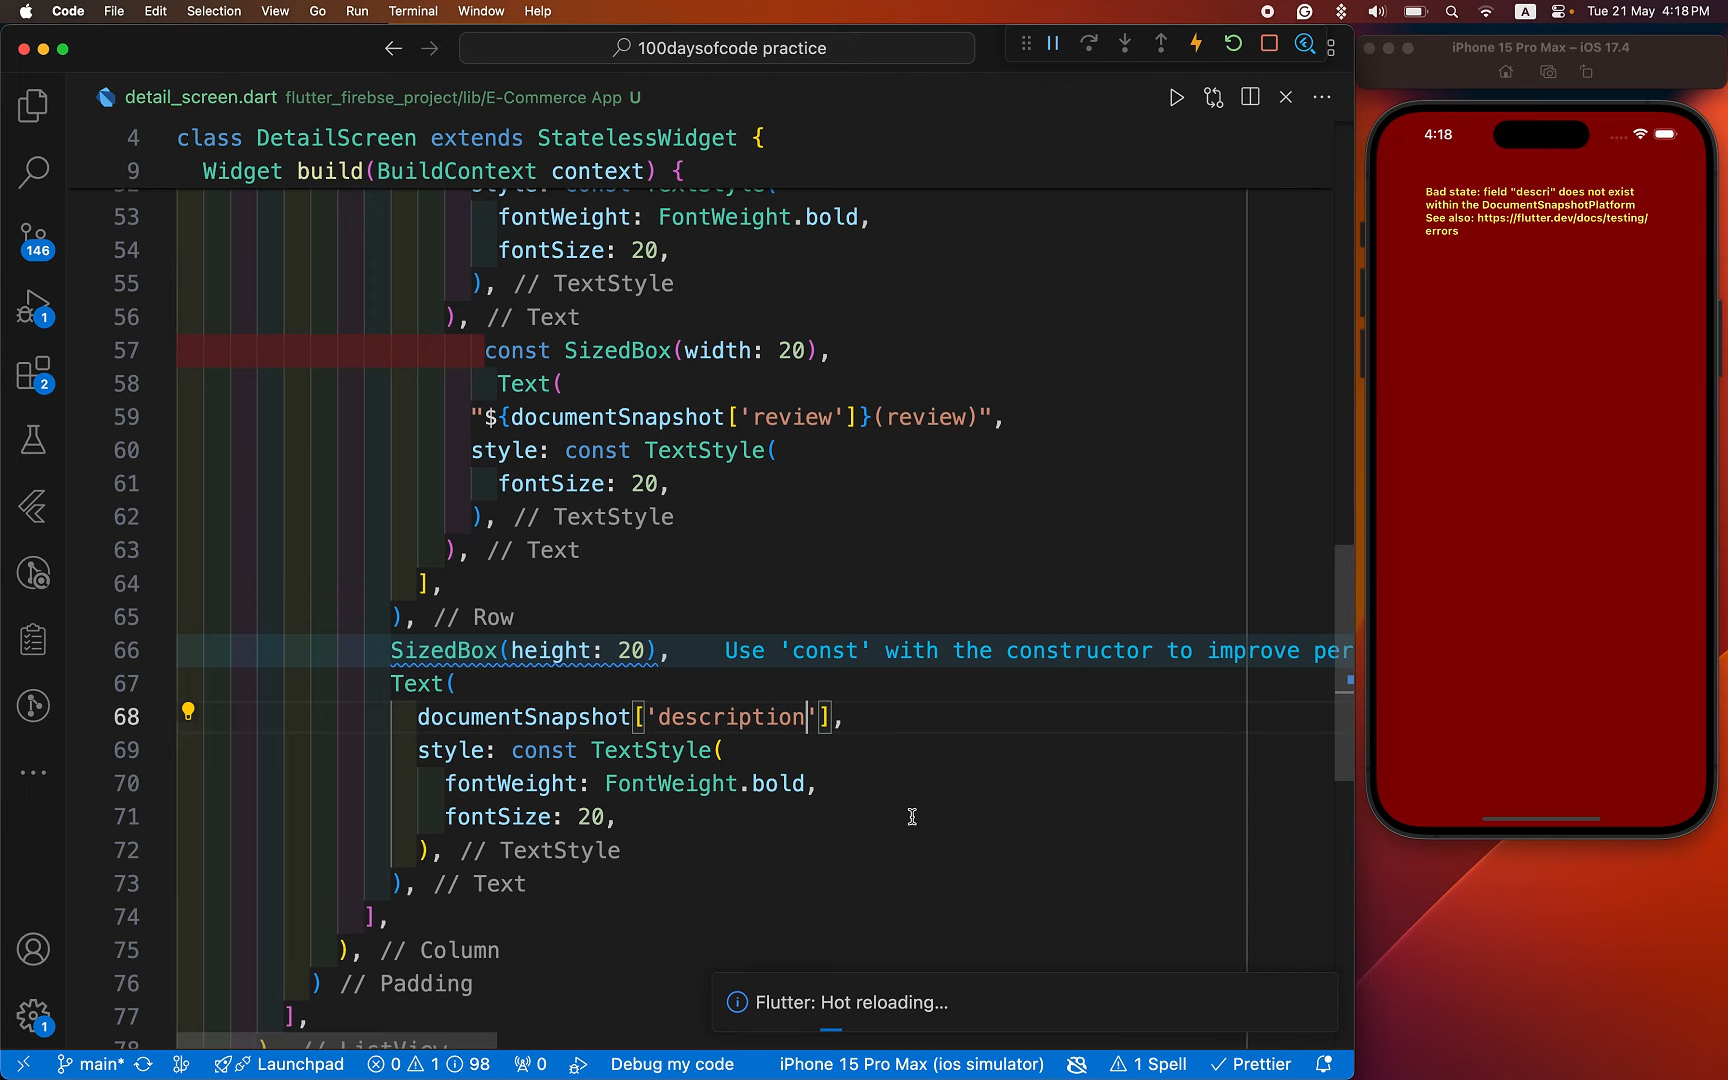 Code File Edit Selection View Go Run Terminal Window Help
A Tue 21 May 4:18 PM
100daysofcode practice
iPhone 15 Pro Max – iOS 17.4
detail_screen.dart flutter_firebse_project/lib/E-Commerce App U
4 class DetailScreen extends StatelessWidget {
9 Widget build(BuildContext context) {
53 fontWeight: FontWeight.bold,
54 fontSize: 20,
55 ), // TextStyle
56 ), // Text
57 const SizedBox(width: 20),
58 Text(
59 "${documentSnapshot['review']}(review)",
60 style: const TextStyle(
61 fontSize: 20,
62 ), // TextStyle
63 ), // Text
64 ],
65 ), // Row
66 SizedBox(height: 20), Use 'const' with the constructor to improve per
67 Text(
68 documentSnapshot['description'],
69 style: const TextStyle(
70 fontWeight: FontWeight.bold,
71 fontSize: 20,
72 ), // TextStyle
73 ), // Text
74 ],
75 ), // Column
76 ) // Padding
77 ],
146
1
2
1
Flutter: Hot reloading...
main* Launchpad 0 1 98 0 Debug my code iPhone 15 Pro Max (ios simulator) 1 Spell Prettier
4:18
Bad state: field "descri" does not exist
within the DocumentSnapshotPlatform
See also: https://flutter.dev/docs/testing/
errors